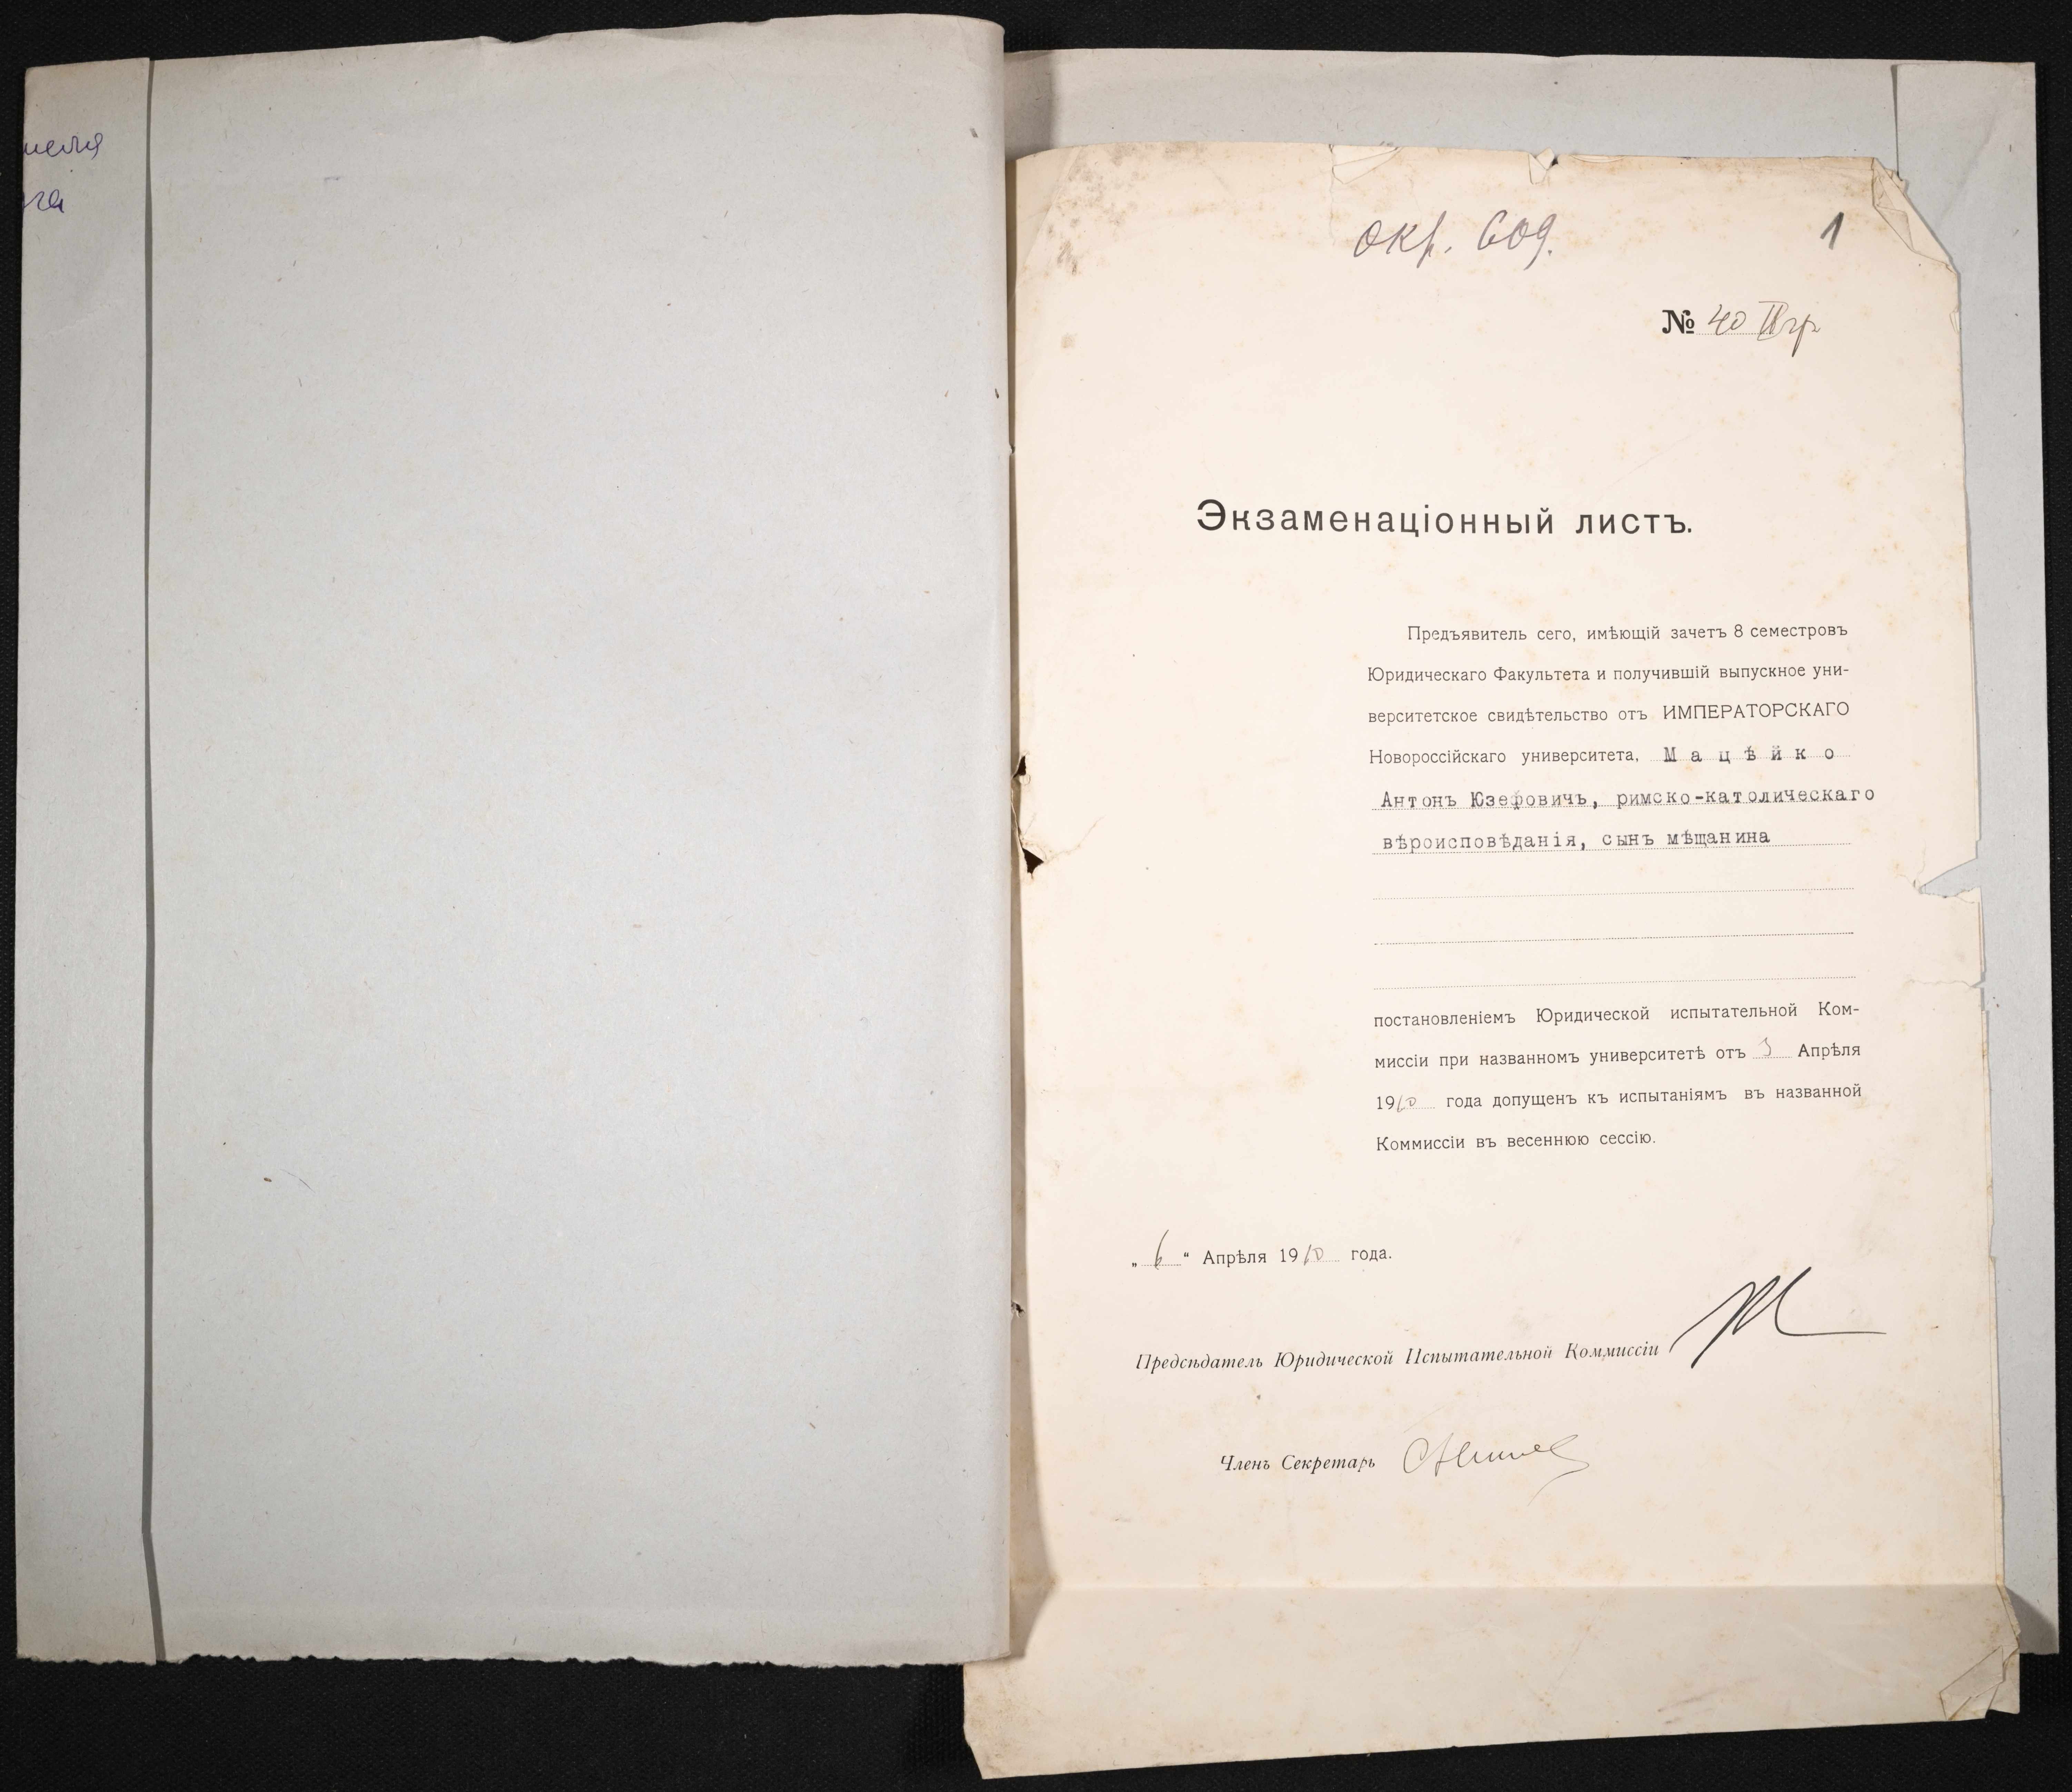 окр. 609.
1
№ 40 II гр
Экзаменаціонный листъ.
Предъявитель сего, имѣющій зачетъ 8 семестровъ
Юридическаго Факультета и получившій выпускное уни-
верситетское свидѣтельство отъ ИМПЕРАТОРСКАГО
Новороссійскаго университета, Мацѣйко
Антонъ Юзефовичъ, римско-католическаго
вѣроисповѣданія, сынъ мѣщанина
постановленіемъ Юридической испытательной Ком-
миссіи при названномъ университетѣ отъ 3 Апрѣля
1910 года допущенъ къ испытаніямъ въ названной
Коммиссіи въ весеннюю сессію.
„ 6 “ Апрѣля 1910 года.
Предсѣдатель Юридической Испытательной Коммиссіи
Членъ Секретарь